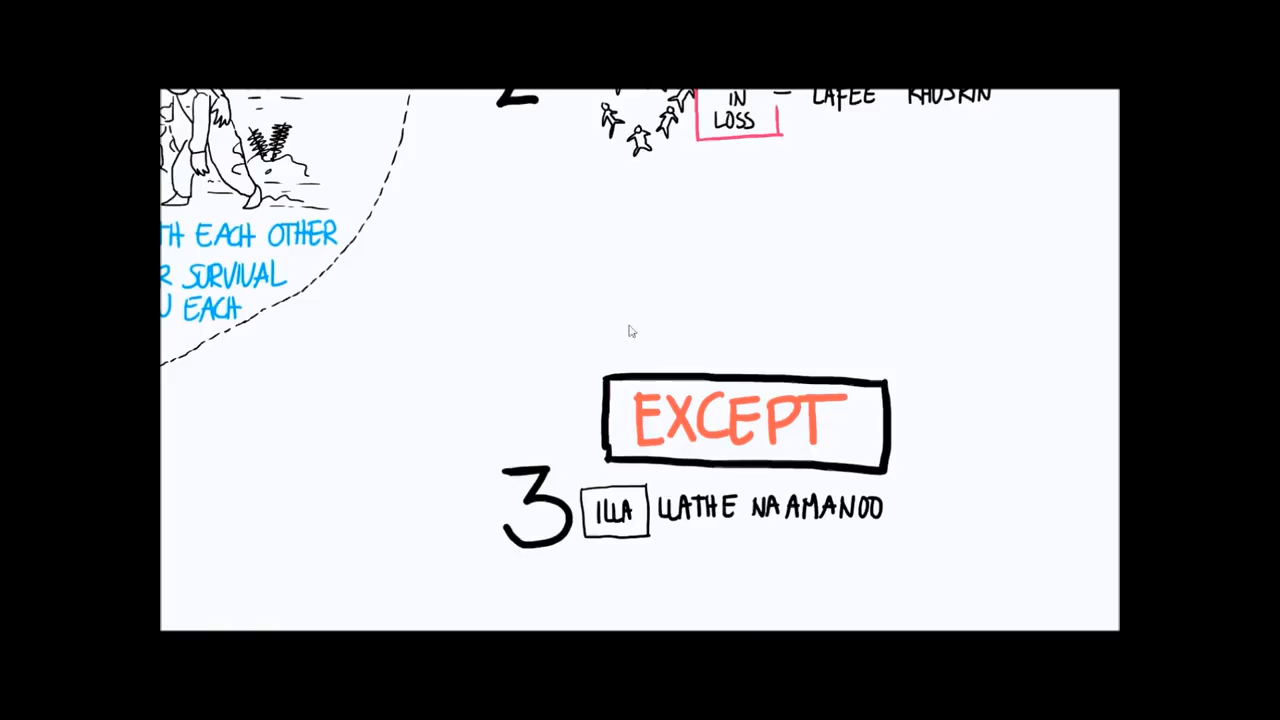 IN
LOSS
LAFEE KHUSRIN
TH EACH OTHER
R SURVIVAL
EACH
EXCEPT
3 ILLA LLATHE NA AMANOO